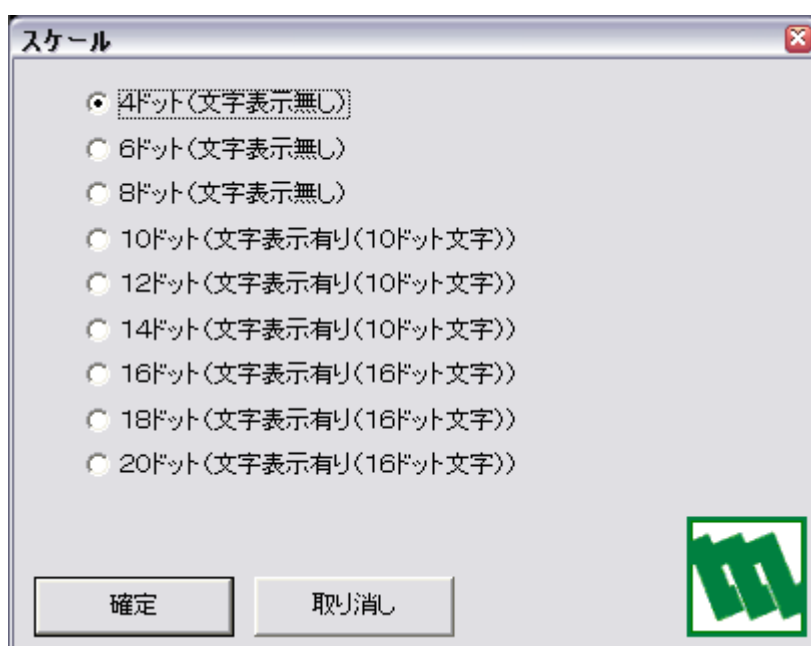 スケール
4ドット(文字表示無し)
6ドット(文字表示無し)
8ドット(文字表示無し)
10ドット(文字表示有り(10ドット文字))
12ドット(文字表示有り(10ドット文字))
14ドット(文字表示有り(10ドット文字))
16ドット(文字表示有り(16ドット文字))
18ドット(文字表示有り(16ドット文字))
20ドット(文字表示有り(16ドット文字))
確定 取り消し